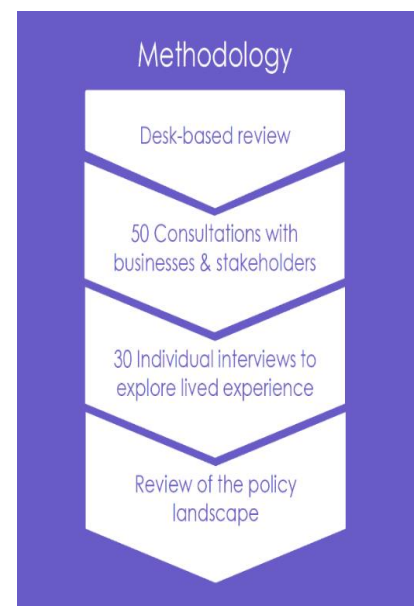 Methodology
Desk-based review
50 Consultations with
businesses & stakeholders
30 Individual interviews to
explore lived experience
Review of the policy
landscape